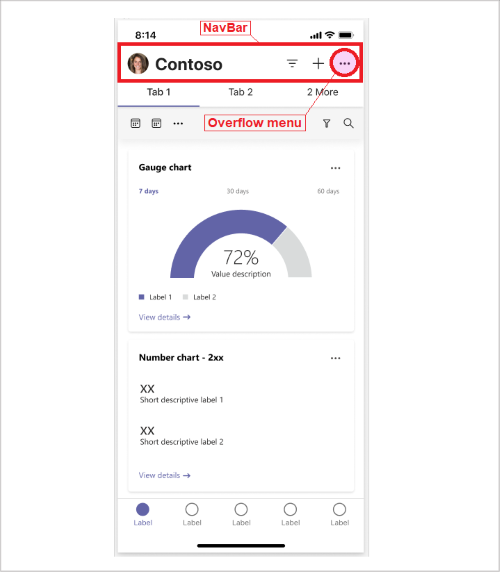 NavBar
8:14
Contoso
Tab 1 Tab 2 2 More
Overflow menu
Gauge chart
7 days 30 days 60 days
72%
Value description
Label 1 Label 2
View details →
Number chart - 2xx
XX
Short descriptive label 1
XX
Short descriptive label 2
View details →
Label Label Label Label Label